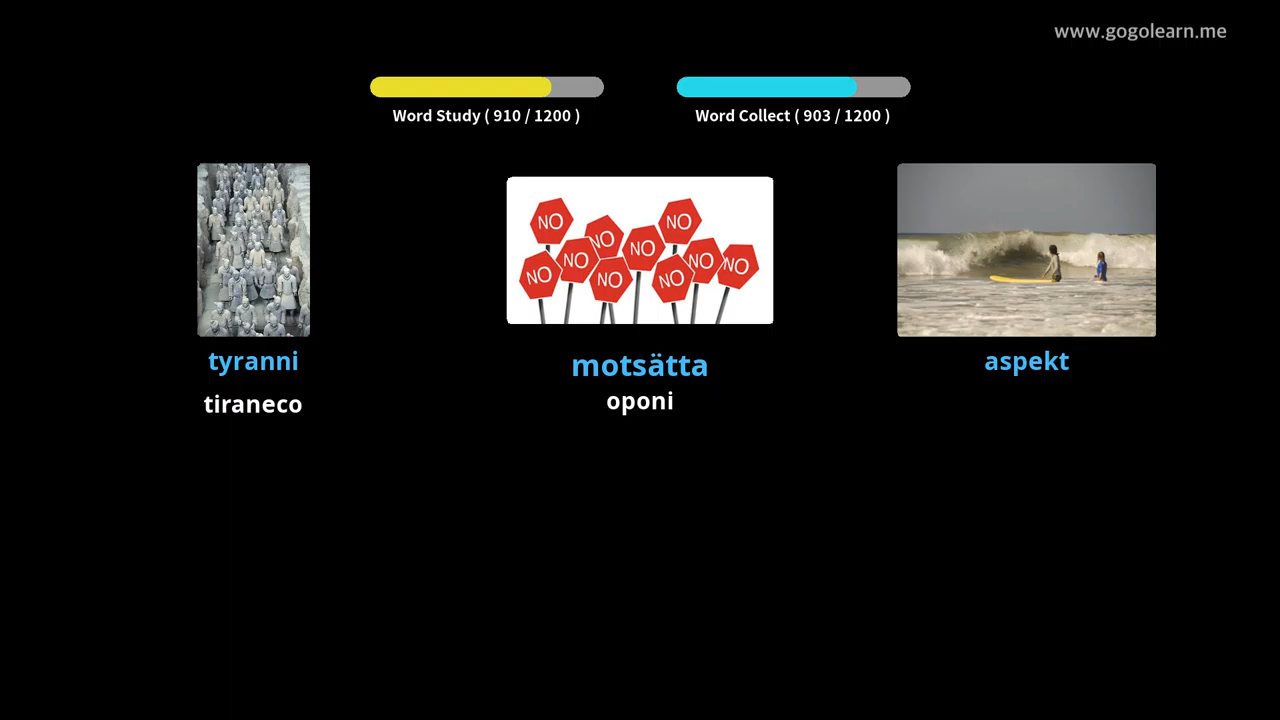 www.gogolearn.me
Word Study ( 910 / 1200 )
Word Collect ( 903 / 1200 )
NO
NO
NO
NO
NO
NO
NO
NO
NO
NO
tyranni
motsätta
aspekt
tiraneco
oponi